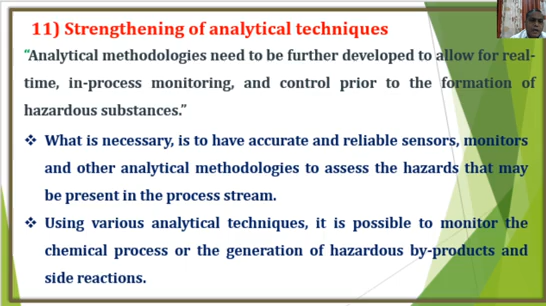 11) Strengthening of analytical techniques
“Analytical methodologies need to be further developed to allow for real-
time, in-process monitoring, and control prior to the formation of
hazardous substances.”
❖ What is necessary, is to have accurate and reliable sensors, monitors
and other analytical methodologies to assess the hazards that may
be present in the process stream.
❖ Using various analytical techniques, it is possible to monitor the
chemical process or the generation of hazardous by-products and
side reactions.